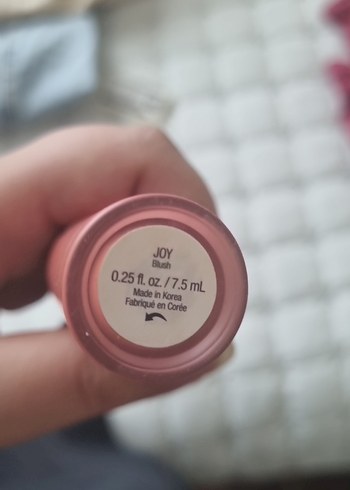 JOY
Blush
0.25 fl. oz. / 7.5 mL
Made in Korea
Fabriqué en Corée